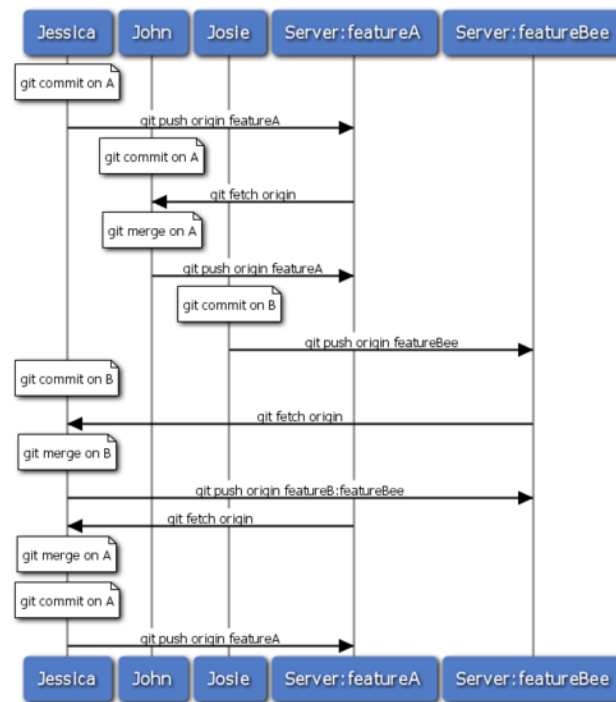 Jessica John Josie Server:featureA Server:featureBee
git commit on A
git push origin featureA
git commit on A
git fetch origin
git merge on A
git push origin featureA
git commit on B
git push origin featureBee
git commit on B
git fetch origin
git merge on B
git push origin featureB:featureBee
git fetch origin
git merge on A
git commit on A
git push origin featureA
Jessica John Josie Server:featureA Server:featureBee